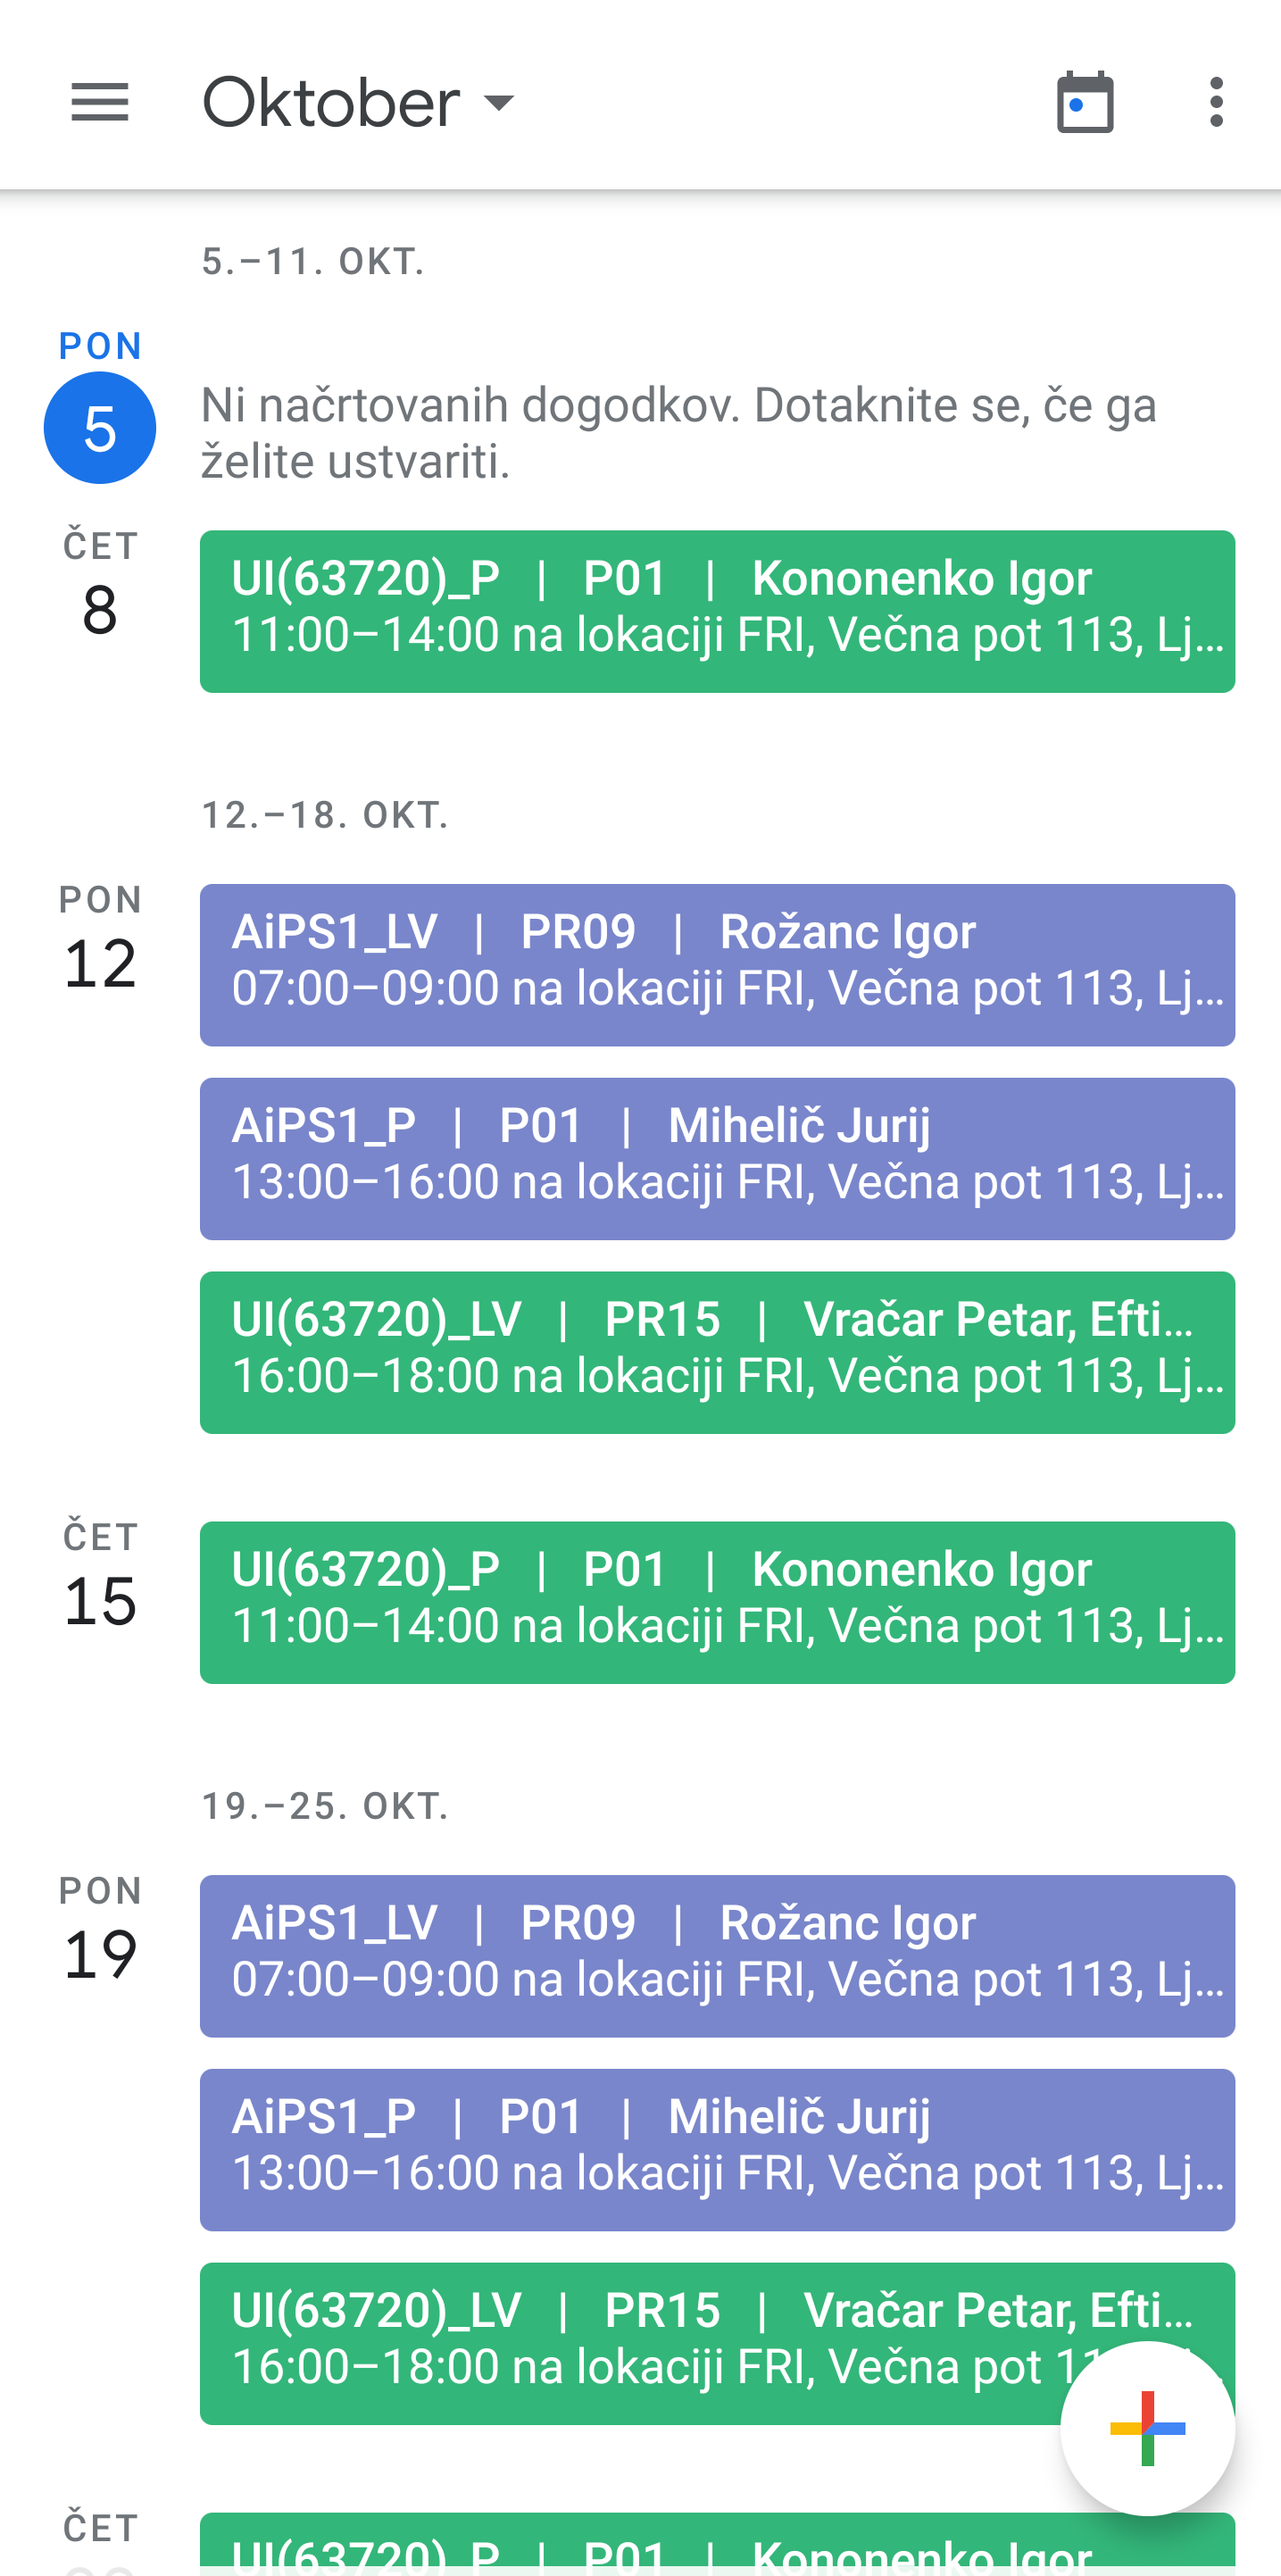 Oktober
5.–11. OKT.
PON
5
Ni načrtovanih dogodkov. Dotaknite se, če ga
želite ustvariti.
ČET
8
UI(63720)_P | P01 | Kononenko Igor
11:00–14:00 na lokaciji FRI, Večna pot 113, Lj...
12.–18. OKT.
PON
12
AiPS1_LV | PR09 | Rožanc Igor
07:00–09:00 na lokaciji FRI, Večna pot 113, Lj...
AiPS1_P | P01 | Mihelič Jurij
13:00–16:00 na lokaciji FRI, Večna pot 113, Lj...
UI(63720)_LV | PR15 | Vračar Petar, Efti...
16:00–18:00 na lokaciji FRI, Večna pot 113, Lj...
ČET
15
UI(63720)_P | P01 | Kononenko Igor
11:00–14:00 na lokaciji FRI, Večna pot 113, Lj...
19.–25. OKT.
PON
19
AiPS1_LV | PR09 | Rožanc Igor
07:00–09:00 na lokaciji FRI, Večna pot 113, Lj...
AiPS1_P | P01 | Mihelič Jurij
13:00–16:00 na lokaciji FRI, Večna pot 113, Lj...
UI(63720)_LV | PR15 | Vračar Petar, Efti...
16:00–18:00 na lokaciji FRI, Večna pot
ČET
UI(63720)_P | P01 | Kononenko Igor